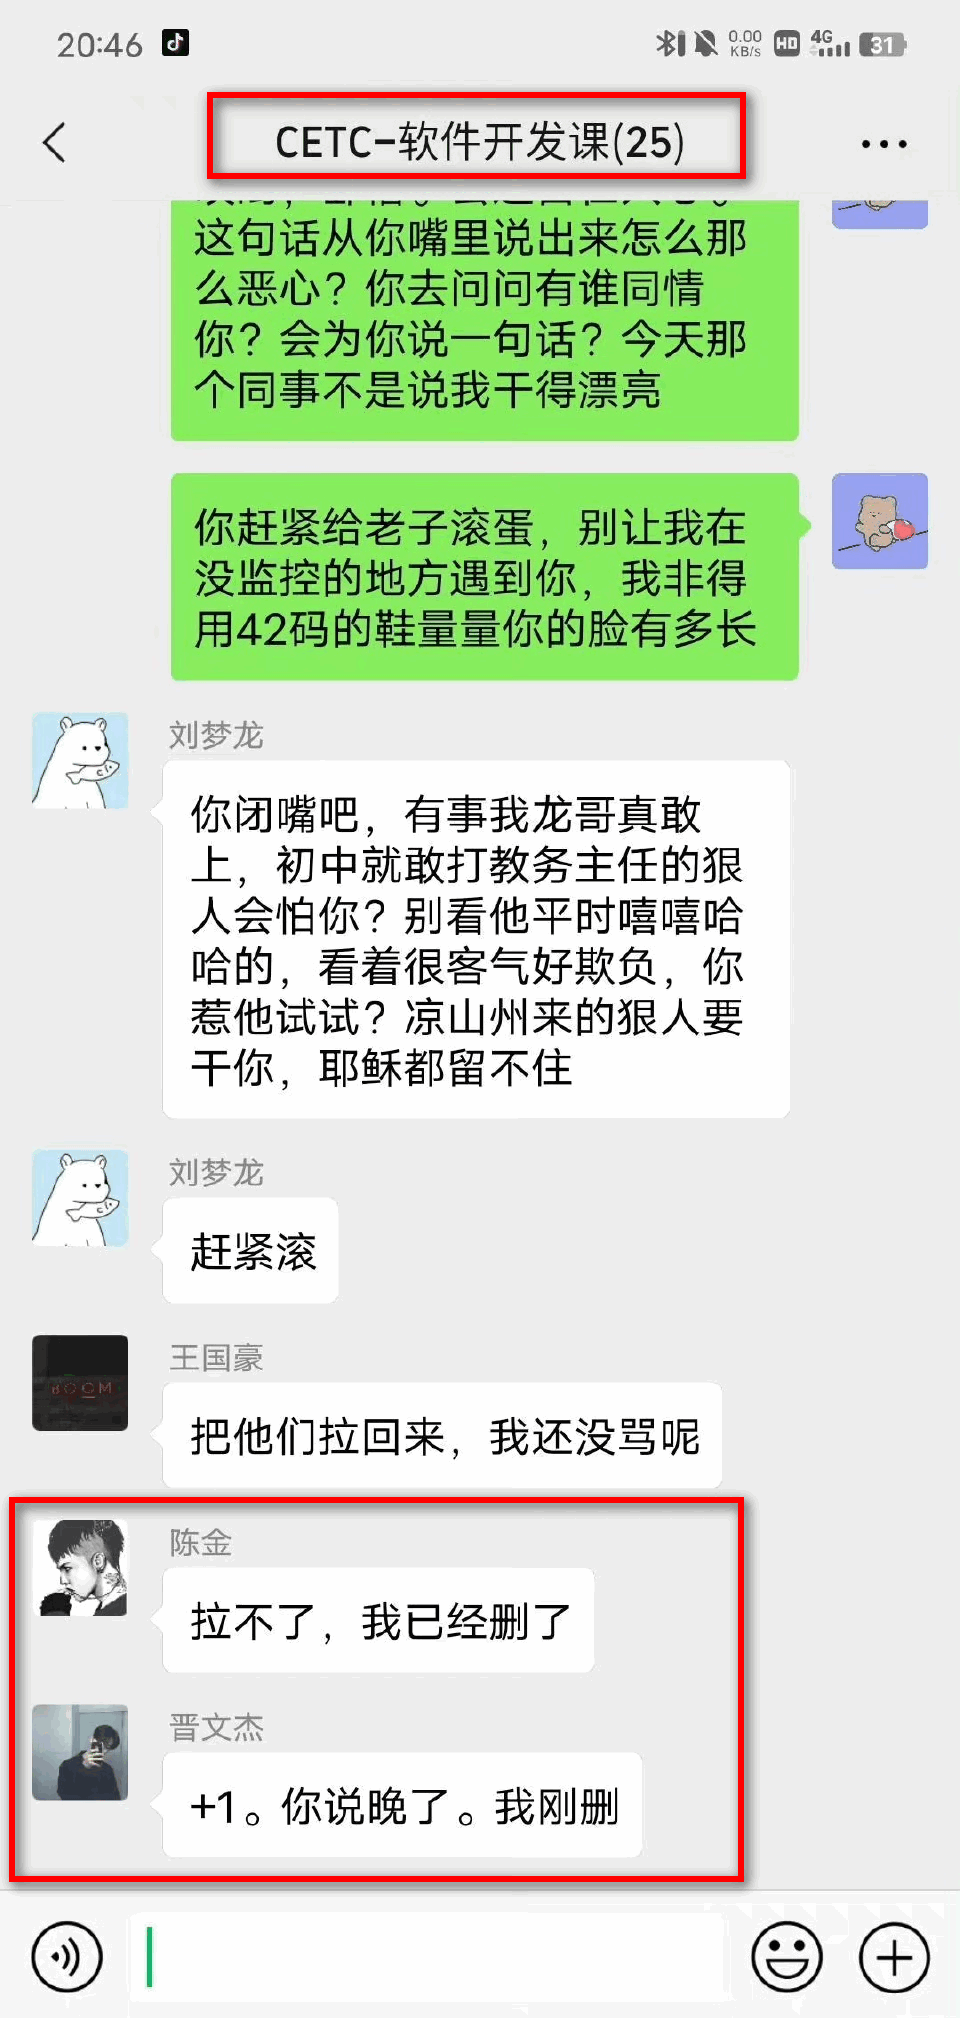 20:46
0.00
KB/s
HD
4G
31
CETC-软件开发课(25)
这句话从你嘴里说出来怎么那
么恶心？你去问问有谁同情
你？会为你说一句话？今天那
个同事不是说我干得漂亮
你赶紧给老子滚蛋，别让我在
没监控的地方遇到你，我非得
用42码的鞋量量你的脸有多长
刘梦龙
你闭嘴吧，有事我龙哥真敢
上，初中就敢打教务主任的狠
人会怕你？别看他平时嘻嘻哈
哈的，看着很客气好欺负，你
惹他试试？凉山州来的狠人要
干你，耶稣都留不住
刘梦龙
赶紧滚
王国豪
BOOM
把他们拉回来，我还没骂呢
陈金
拉不了，我已经删了
晋文杰
+1。你说晚了。我刚删